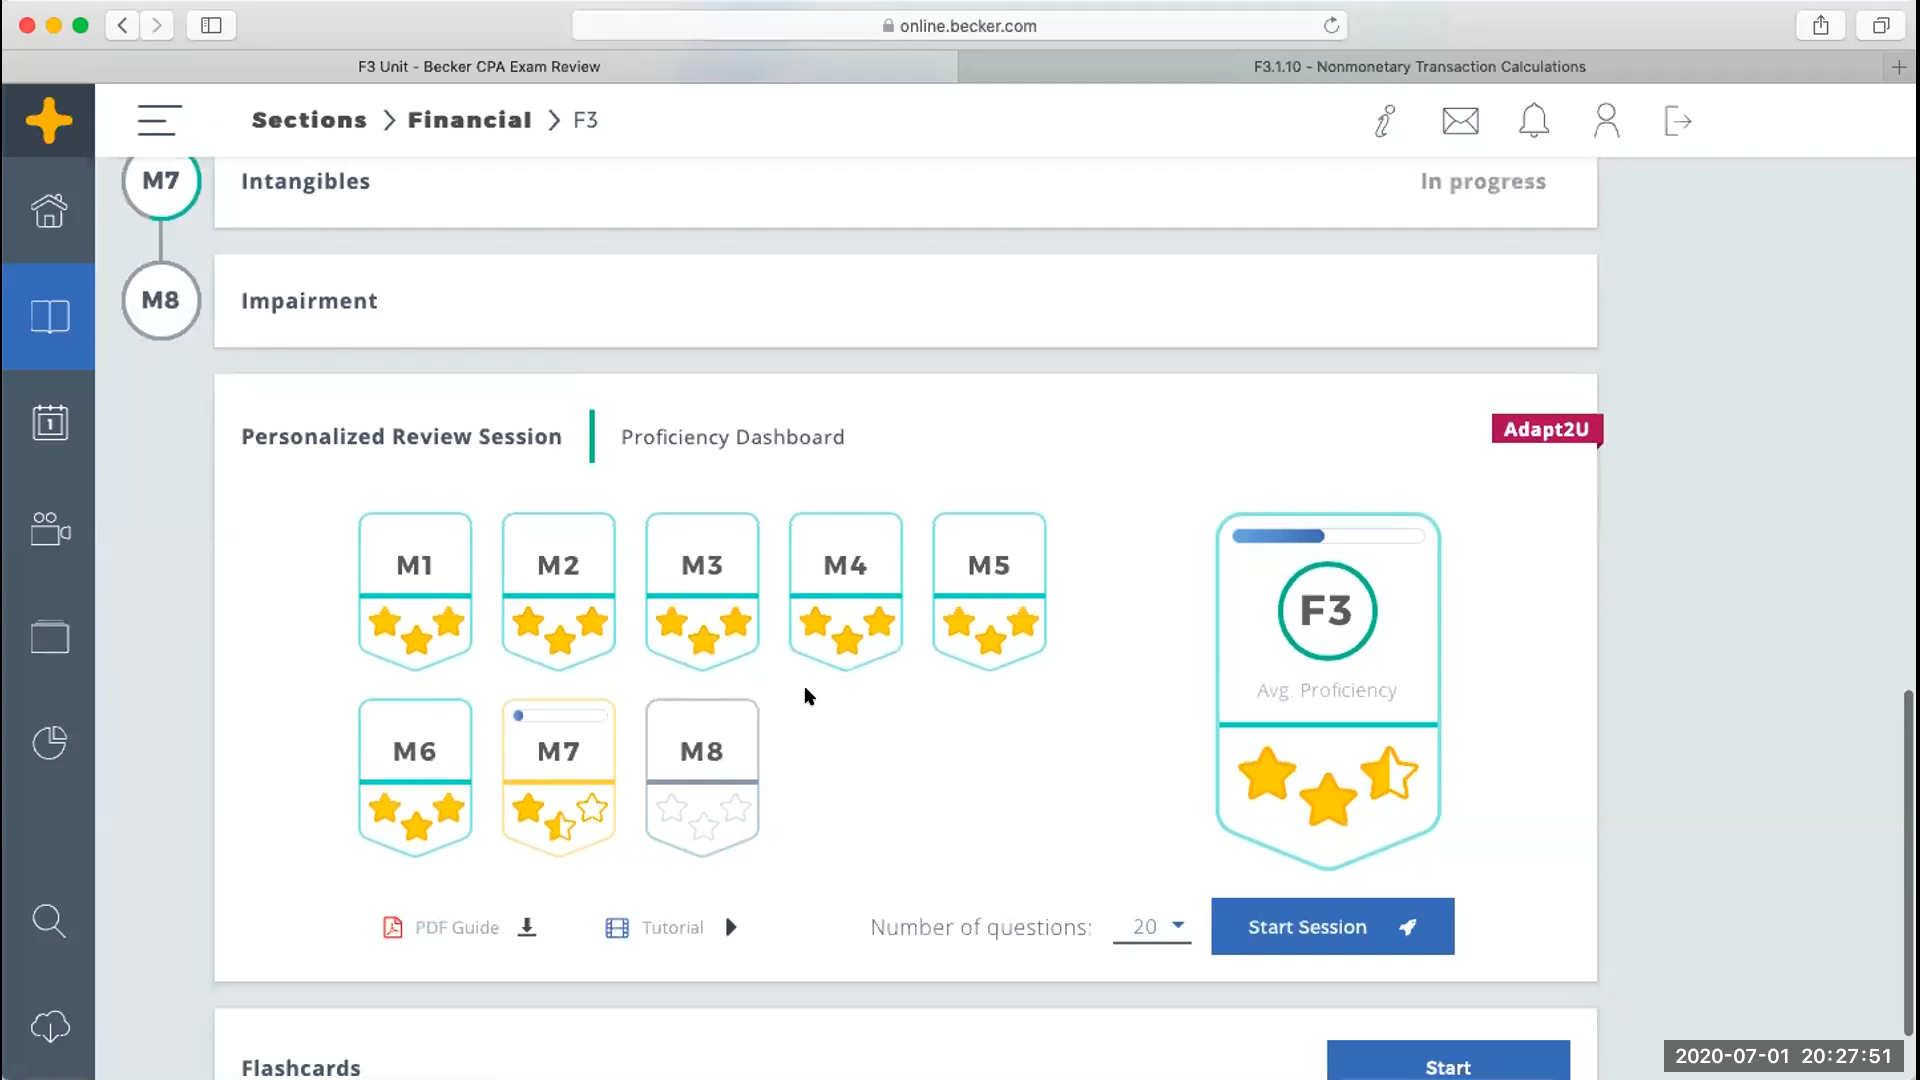 online.becker.com
F3 Unit - Becker CPA Exam Review
F3.1.10 - Nonmonetary Transaction Calculations
Sections > Financial > F3
M7 Intangibles In progress
M8 Impairment
Personalized Review Session Proficiency Dashboard Adapt2U
M1 M2 M3 M4 M5
F3
Avg. Proficiency
M6 M7 M8
PDF Guide Tutorial Number of questions: 20 Start Session
Flashcards Start
1
2020-07-01 20:27:51